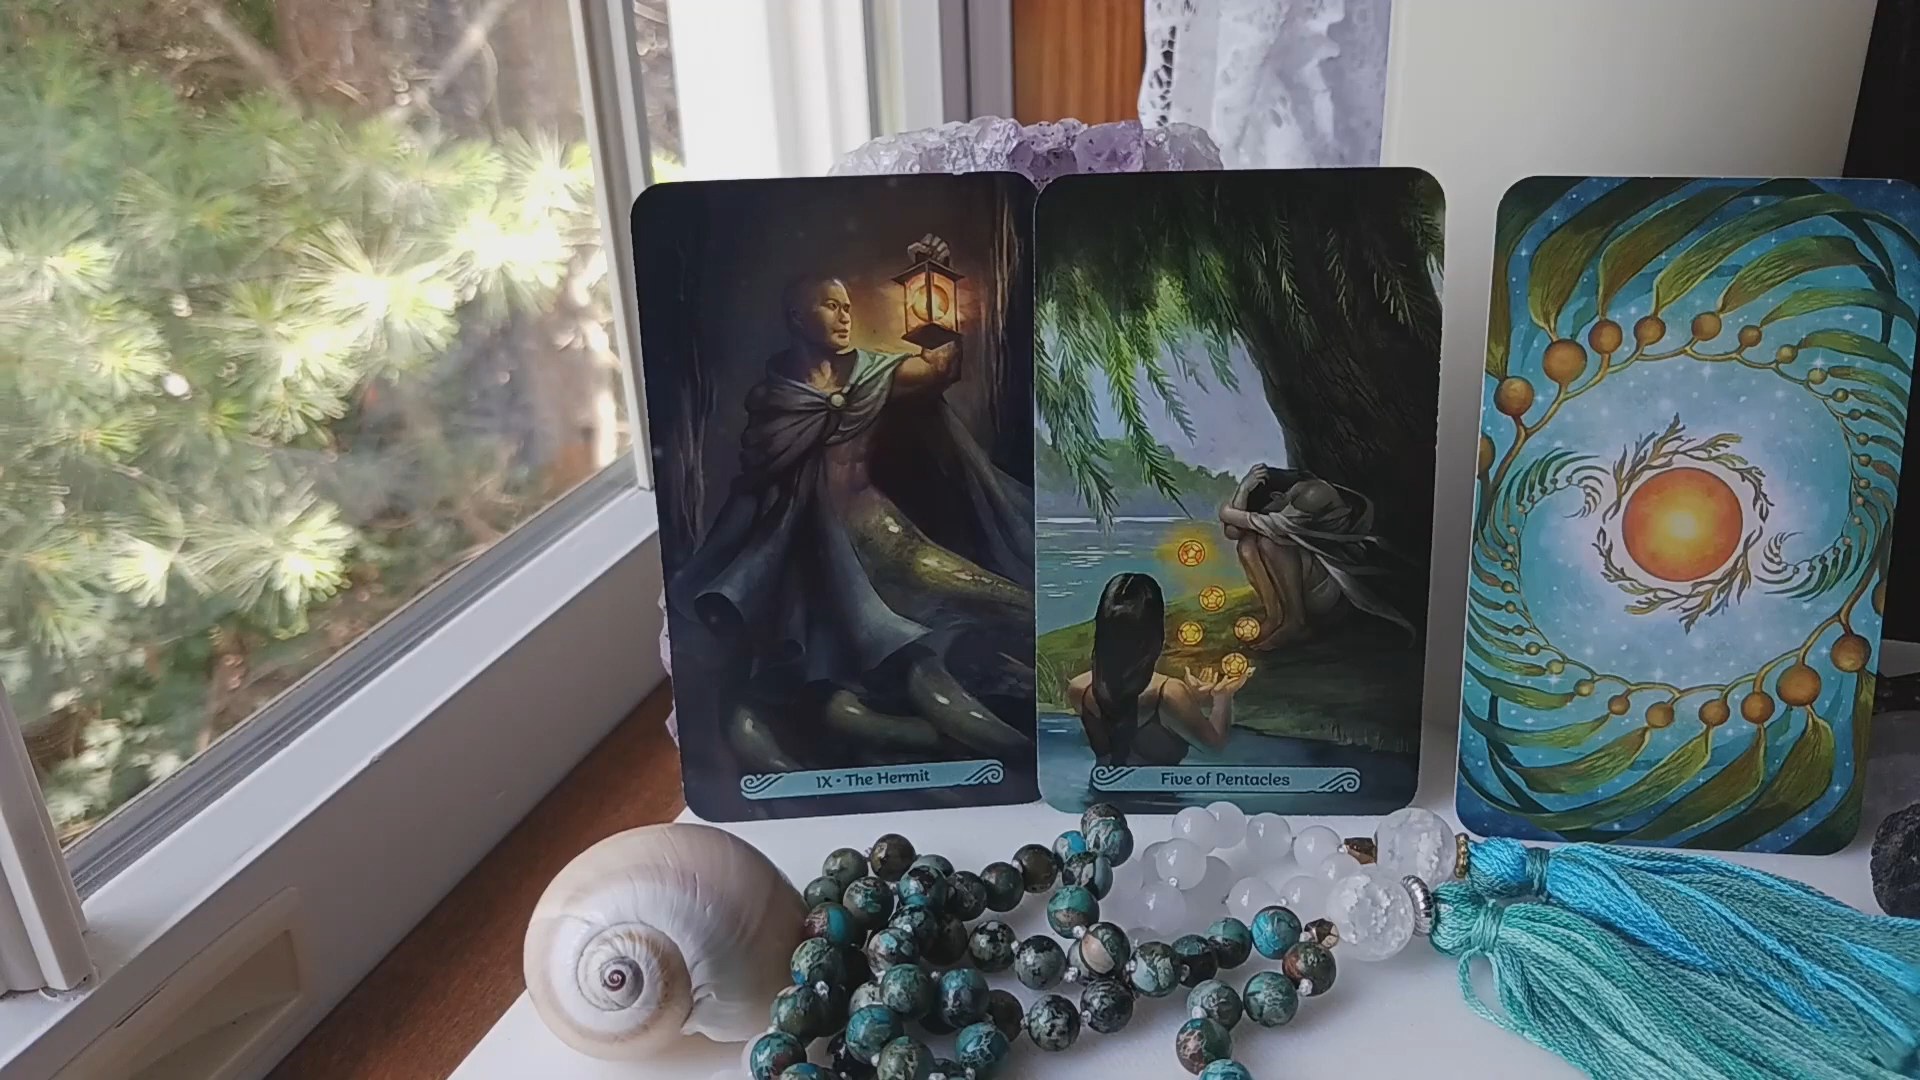 IX • The Hermit
Five of Pentacles